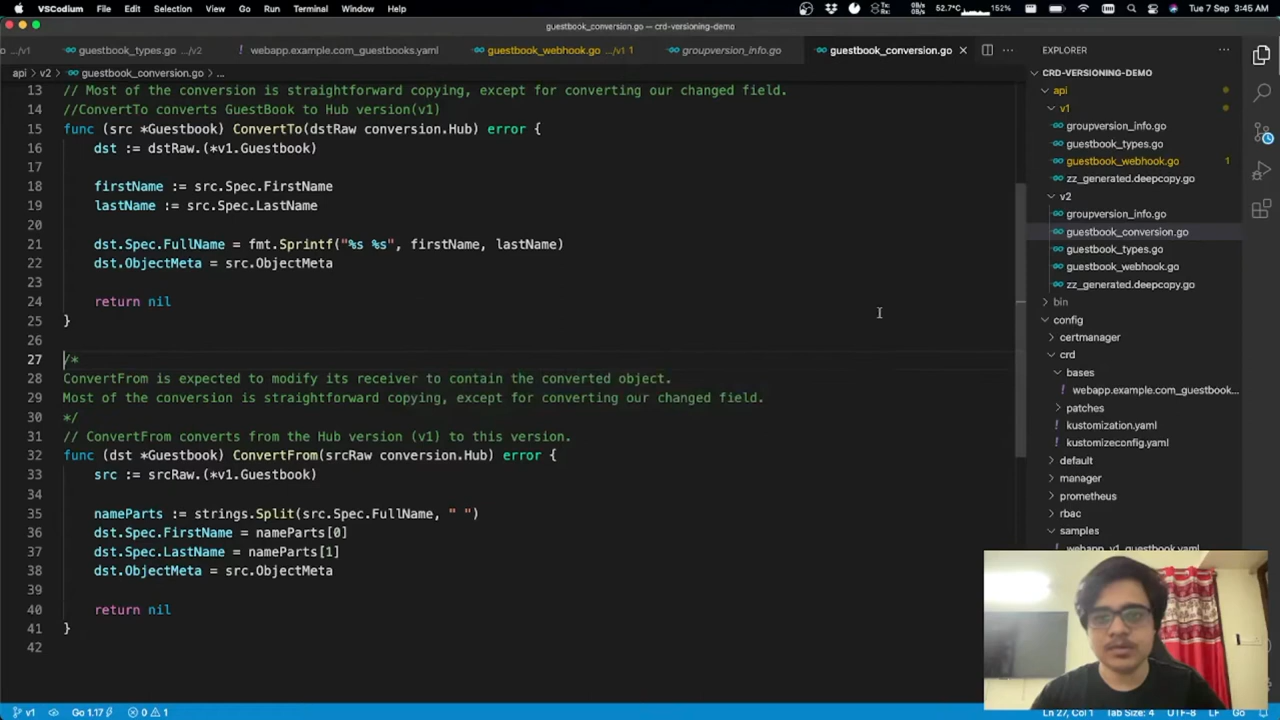 VSCodium File Edit Selection View Go Run Terminal Window Help
52.7°C 152% Tue 7 Sep 3:45 AM
guestbook_conversion.go — crd-versioning-demo
.../v1 guestbook_types.go .../v2 webapp.example.com_guestbooks.yaml guestbook_webhook.go .../v1 1 groupversion_info.go guestbook_conversion.go
api > v2 > guestbook_conversion.go > ...
13 // Most of the conversion is straightforward copying, except for converting our changed field.
14 //ConvertTo converts GuestBook to Hub version(v1)
15 func (src *Guestbook) ConvertTo(dstRaw conversion.Hub) error {
16 dst := dstRaw.(*v1.Guestbook)
17
18 firstName := src.Spec.FirstName
19 lastName := src.Spec.LastName
20
21 dst.Spec.FullName = fmt.Sprintf("%s %s", firstName, lastName)
22 dst.ObjectMeta = src.ObjectMeta
23
24 return nil
25 }
26
27 /*
28 ConvertFrom is expected to modify its receiver to contain the converted object.
29 Most of the conversion is straightforward copying, except for converting our changed field.
30 */
31 // ConvertFrom converts from the Hub version (v1) to this version.
32 func (dst *Guestbook) ConvertFrom(srcRaw conversion.Hub) error {
33 src := srcRaw.(*v1.Guestbook)
34
35 nameParts := strings.Split(src.Spec.FullName, " ")
36 dst.Spec.FirstName = nameParts[0]
37 dst.Spec.LastName = nameParts[1]
38 dst.ObjectMeta = src.ObjectMeta
39
40 return nil
41 }
42
EXPLORER
CRD-VERSIONING-DEMO
api
v1
groupversion_info.go
guestbook_types.go
guestbook_webhook.go 1
zz_generated.deepcopy.go
v2
groupversion_info.go
guestbook_conversion.go
guestbook_types.go
guestbook_webhook.go
zz_generated.deepcopy.go
bin
config
certmanager
crd
bases
webapp.example.com_guestbook...
patches
kustomization.yaml
kustomizeconfig.yaml
default
manager
prometheus
rbac
samples
webapp_v1_guestbook.yaml
v1 Go 1.17 0 1 Ln 27, Col 1 Tab Size: 4 UTF-8 LF Go